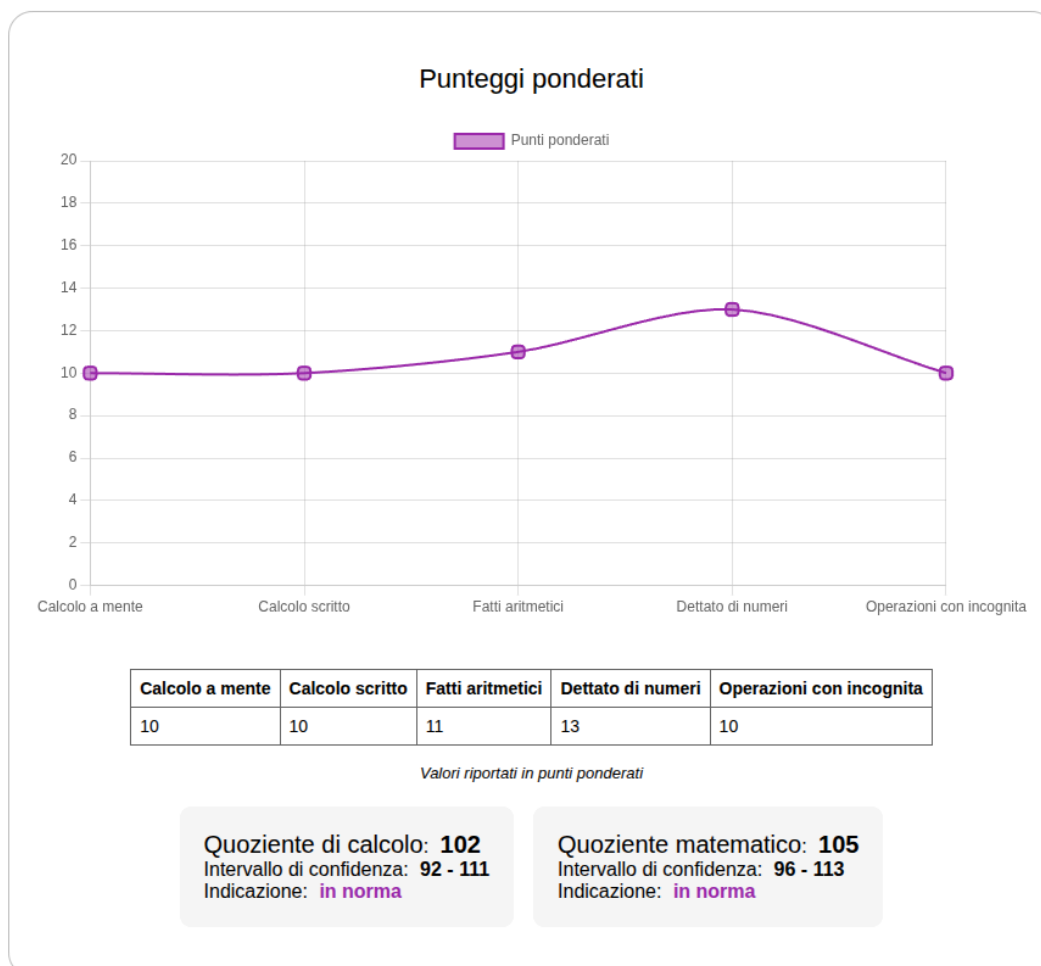 Punteggi ponderati
Punti ponderati
20
18
16
14
12
10
8
6
4
2
0
Calcolo a mente Calcolo scritto Fatti aritmetici Dettato di numeri Operazioni con incognita
Calcolo a mente Calcolo scritto Fatti aritmetici Dettato di numeri Operazioni con incognita
10 10 11 13 10
Valori riportati in punti ponderati
Quoziente di calcolo: 102
Intervallo di confidenza: 92 - 111
Indicazione: in norma
Quoziente matematico: 105
Intervallo di confidenza: 96 - 113
Indicazione: in norma